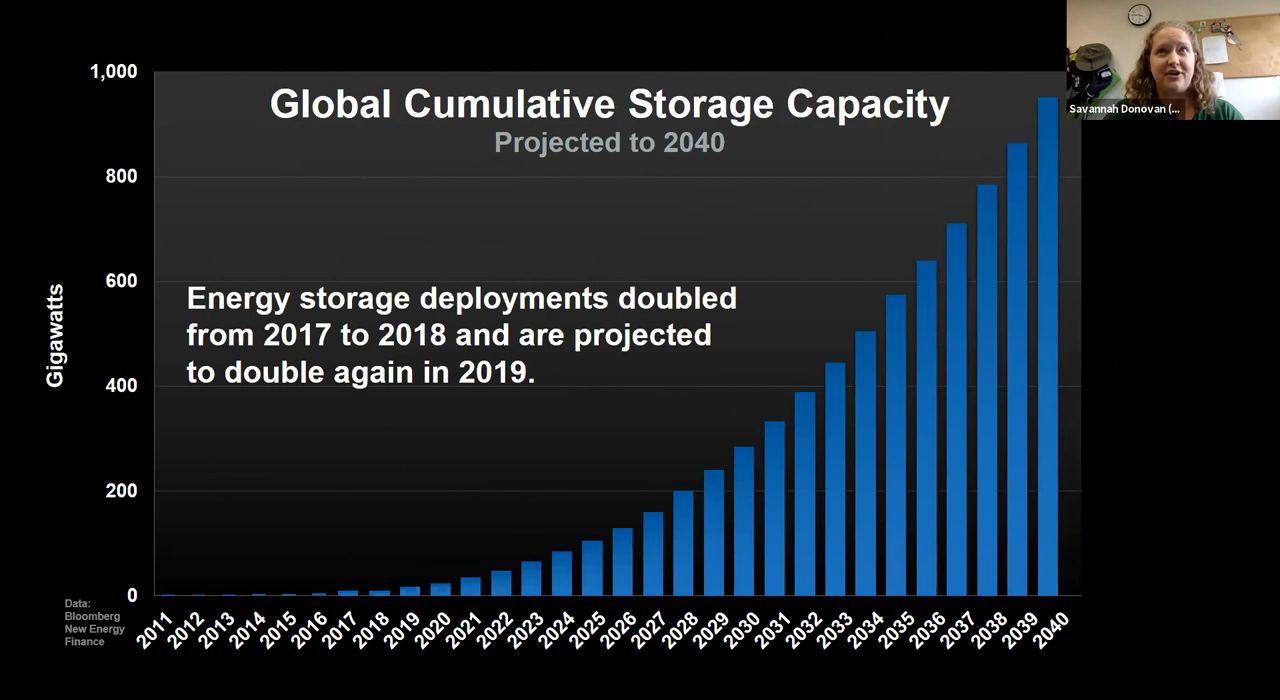 Global Cumulative Storage Capacity
Projected to 2040
Savannah Donovan (...
1,000
800
600
400
200
0
Gigawatts
Energy storage deployments doubled
from 2017 to 2018 and are projected
to double again in 2019.
2011 2012 2013 2014 2015 2016 2017 2018 2019 2020 2021 2022 2023 2024 2025 2026 2027 2028 2029 2030 2031 2032 2033 2034 2035 2036 2037 2038 2039 2040
Data:
Bloomberg
New Energy
Finance